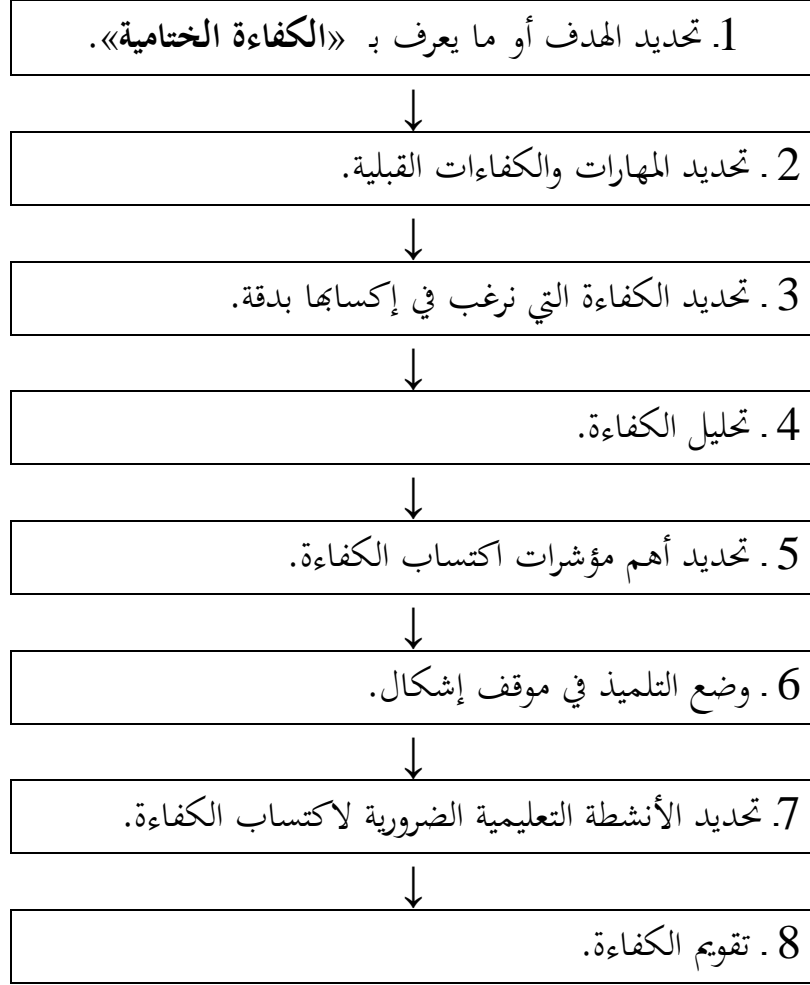 1. تحديد الهدف أو ما يعرف بـ «الكفاءة الختامية».
↓
2 . تحديد المهارات والكفاءات القبلية.
↓
3 . تحديد الكفاءة التي نرغب في إكسابها بدقة.
↓
4 . تحليل الكفاءة.
↓
5 . تحديد أهم مؤشرات اكتساب الكفاءة.
↓
6 . وضع التلميذ في موقف إشكال.
↓
7. تحديد الأنشطة التعليمية الضرورية لاكتساب الكفاءة.
↓
8 . تقويم الكفاءة.